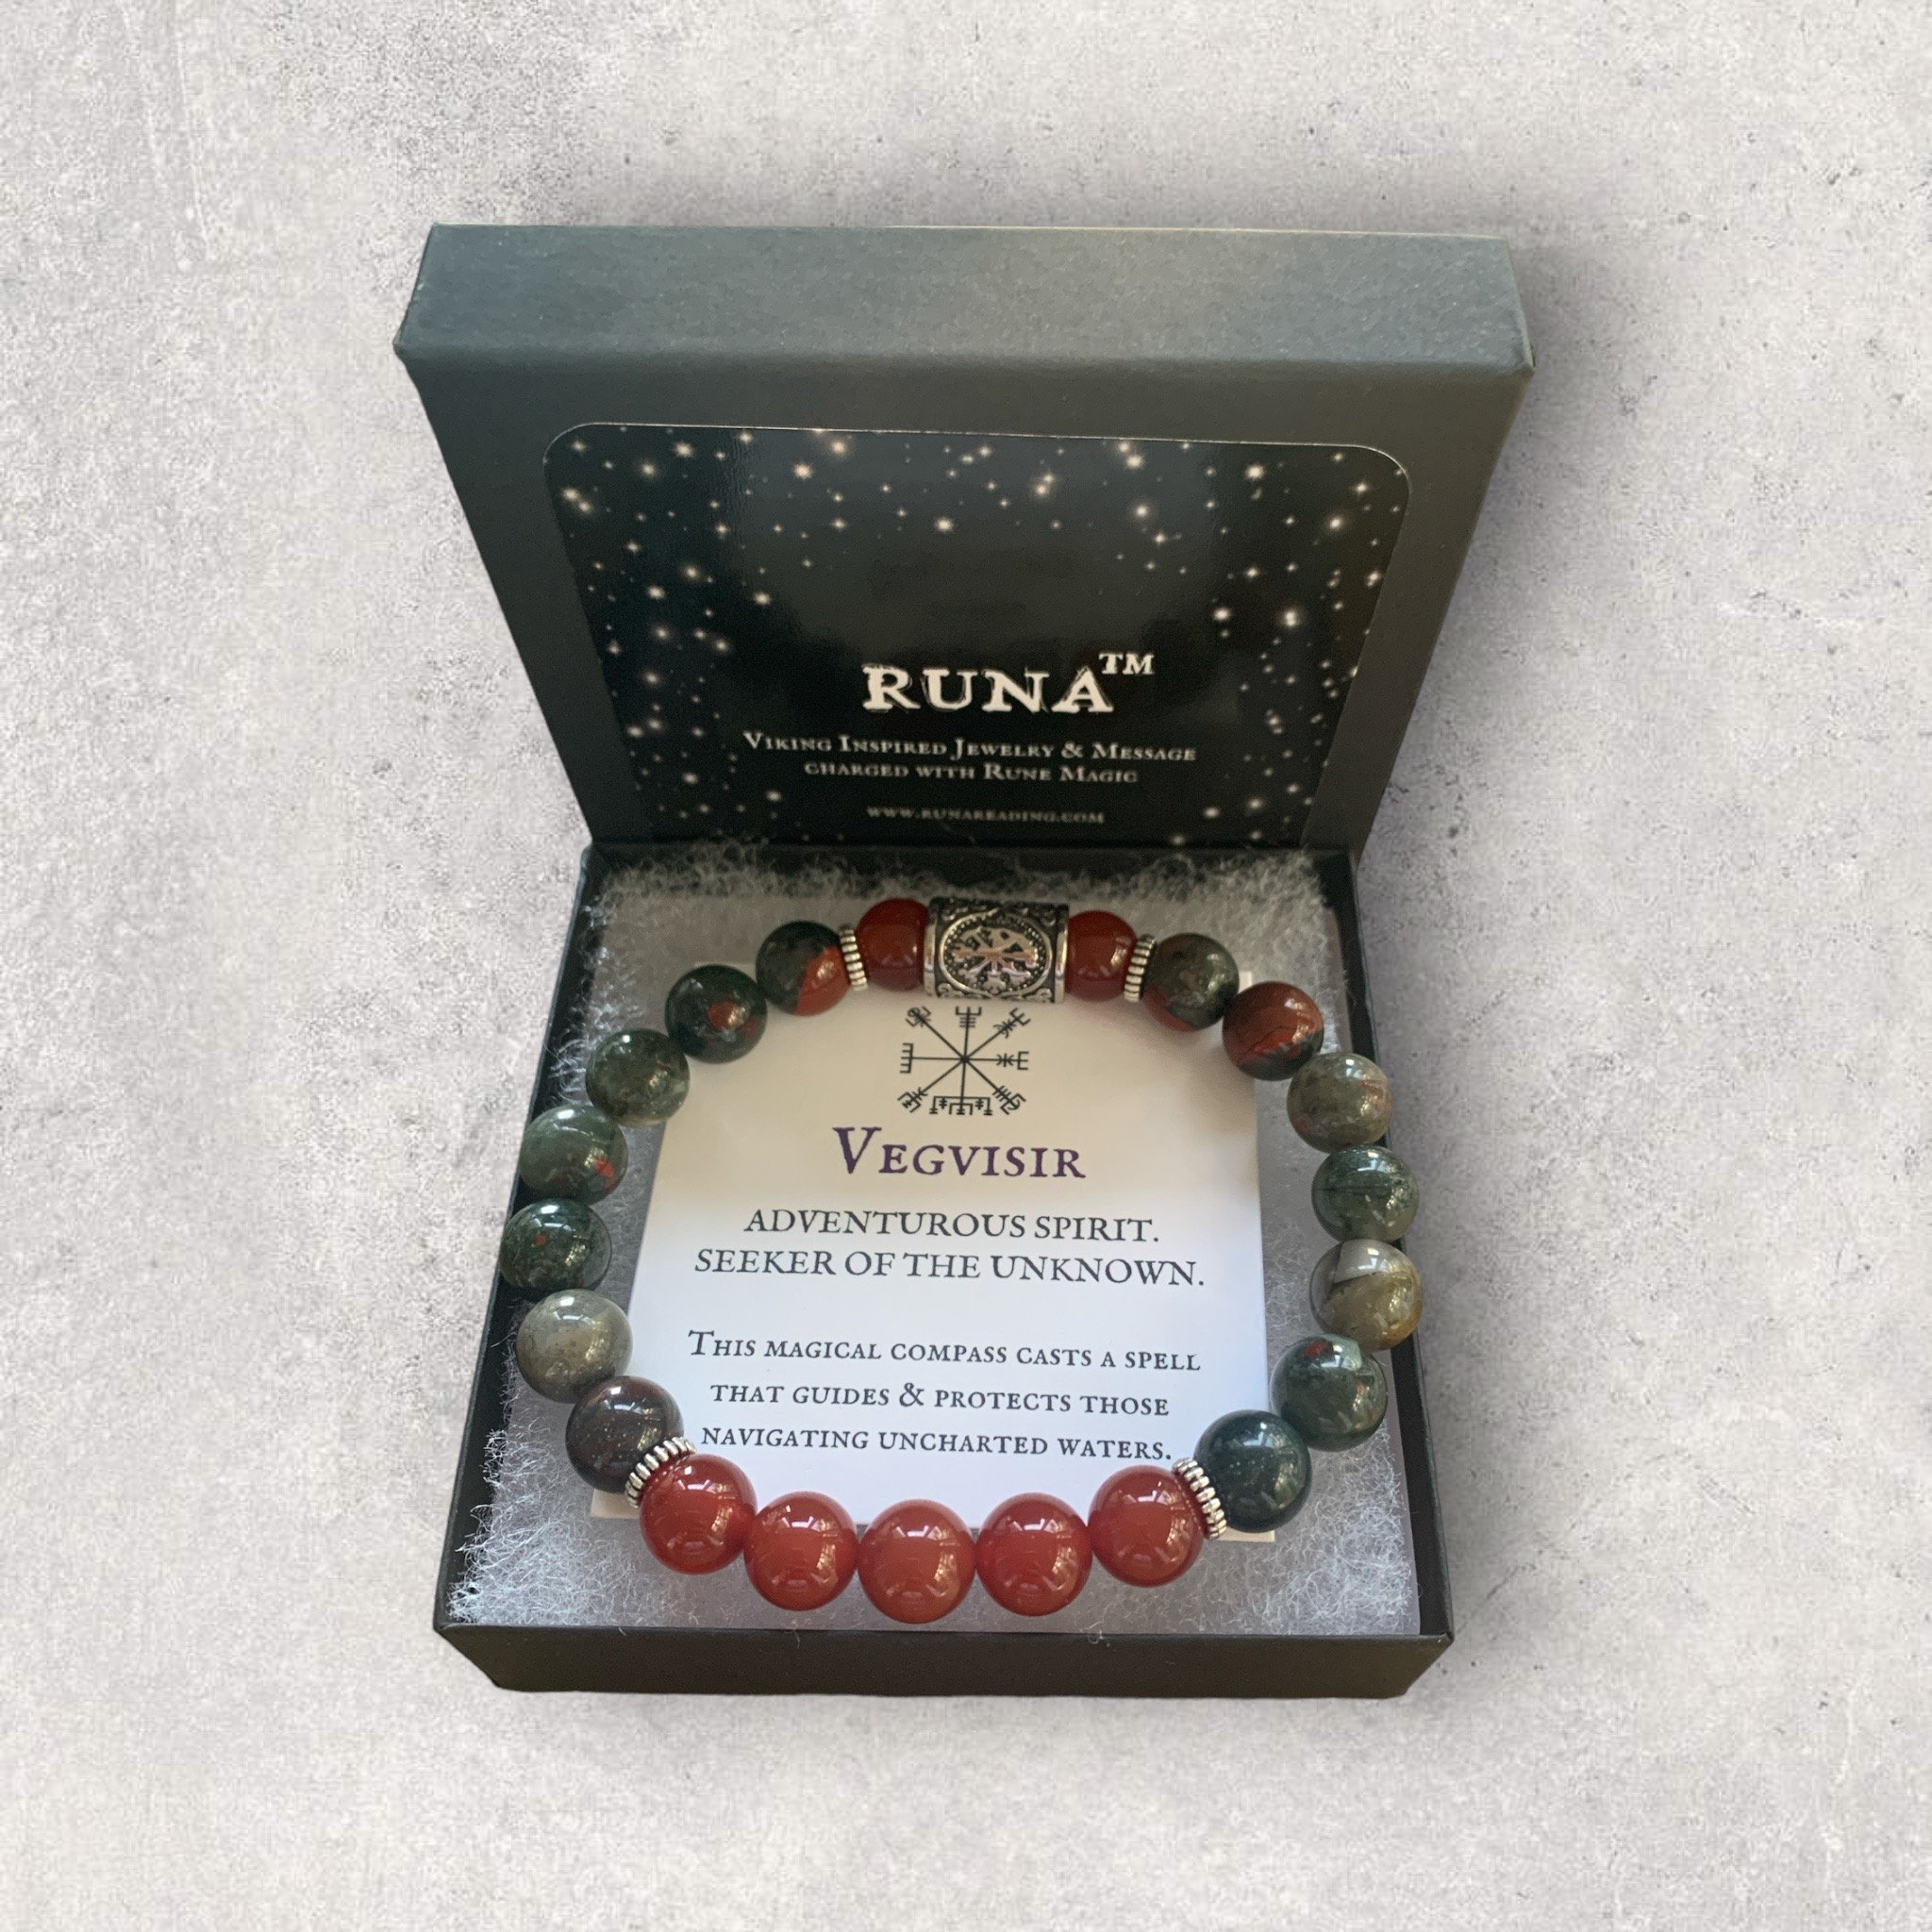 RUNA™
Viking Inspired Jewelry & Message
charged with Rune Magic
www.runareading.com
Vegvisir
ADVENTUROUS SPIRIT.
SEEKER OF THE UNKNOWN.
This magical compass casts a spell
that guides & protects those
navigating uncharted waters.